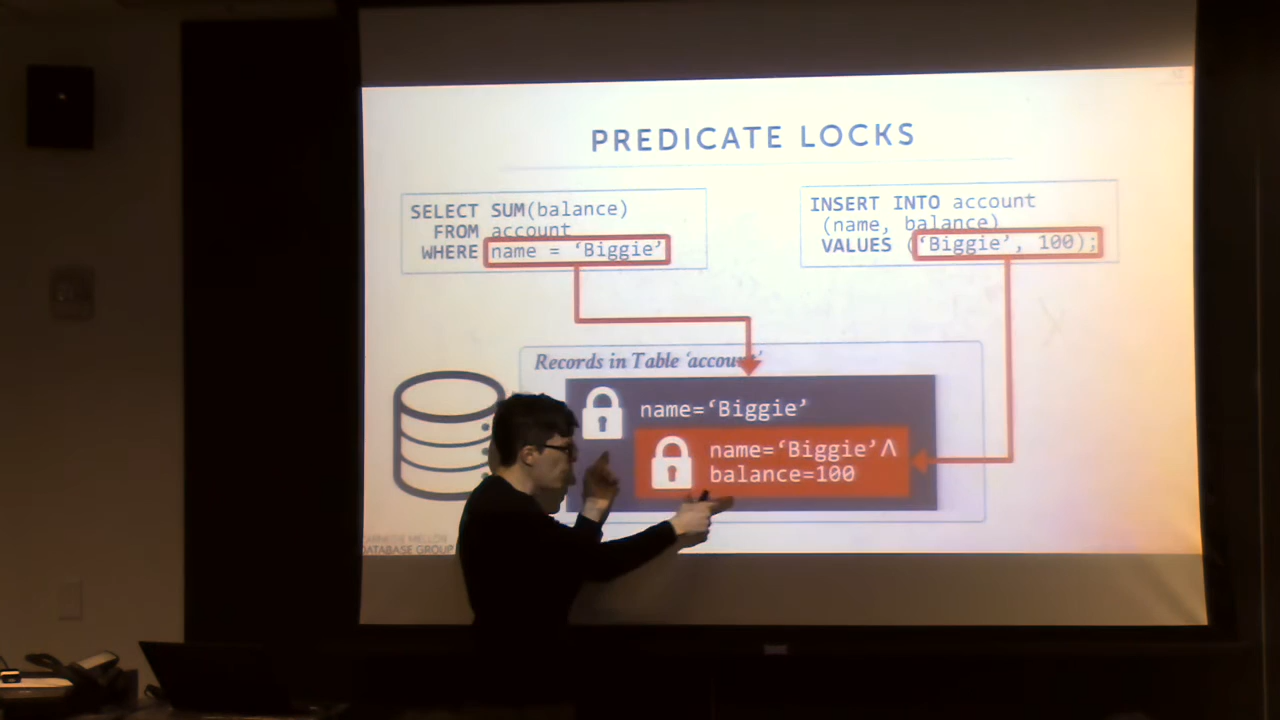 PREDICATE LOCKS
SELECT SUM(balance)
FROM account
WHERE name = ‘Biggie’
INSERT INTO account
(name, balance)
VALUES (‘Biggie’, 100);
Records in Table ‘account’
name=‘Biggie’
name=‘Biggie’∧
balance=100
CARNEGIE MELLON
DATABASE GROUP